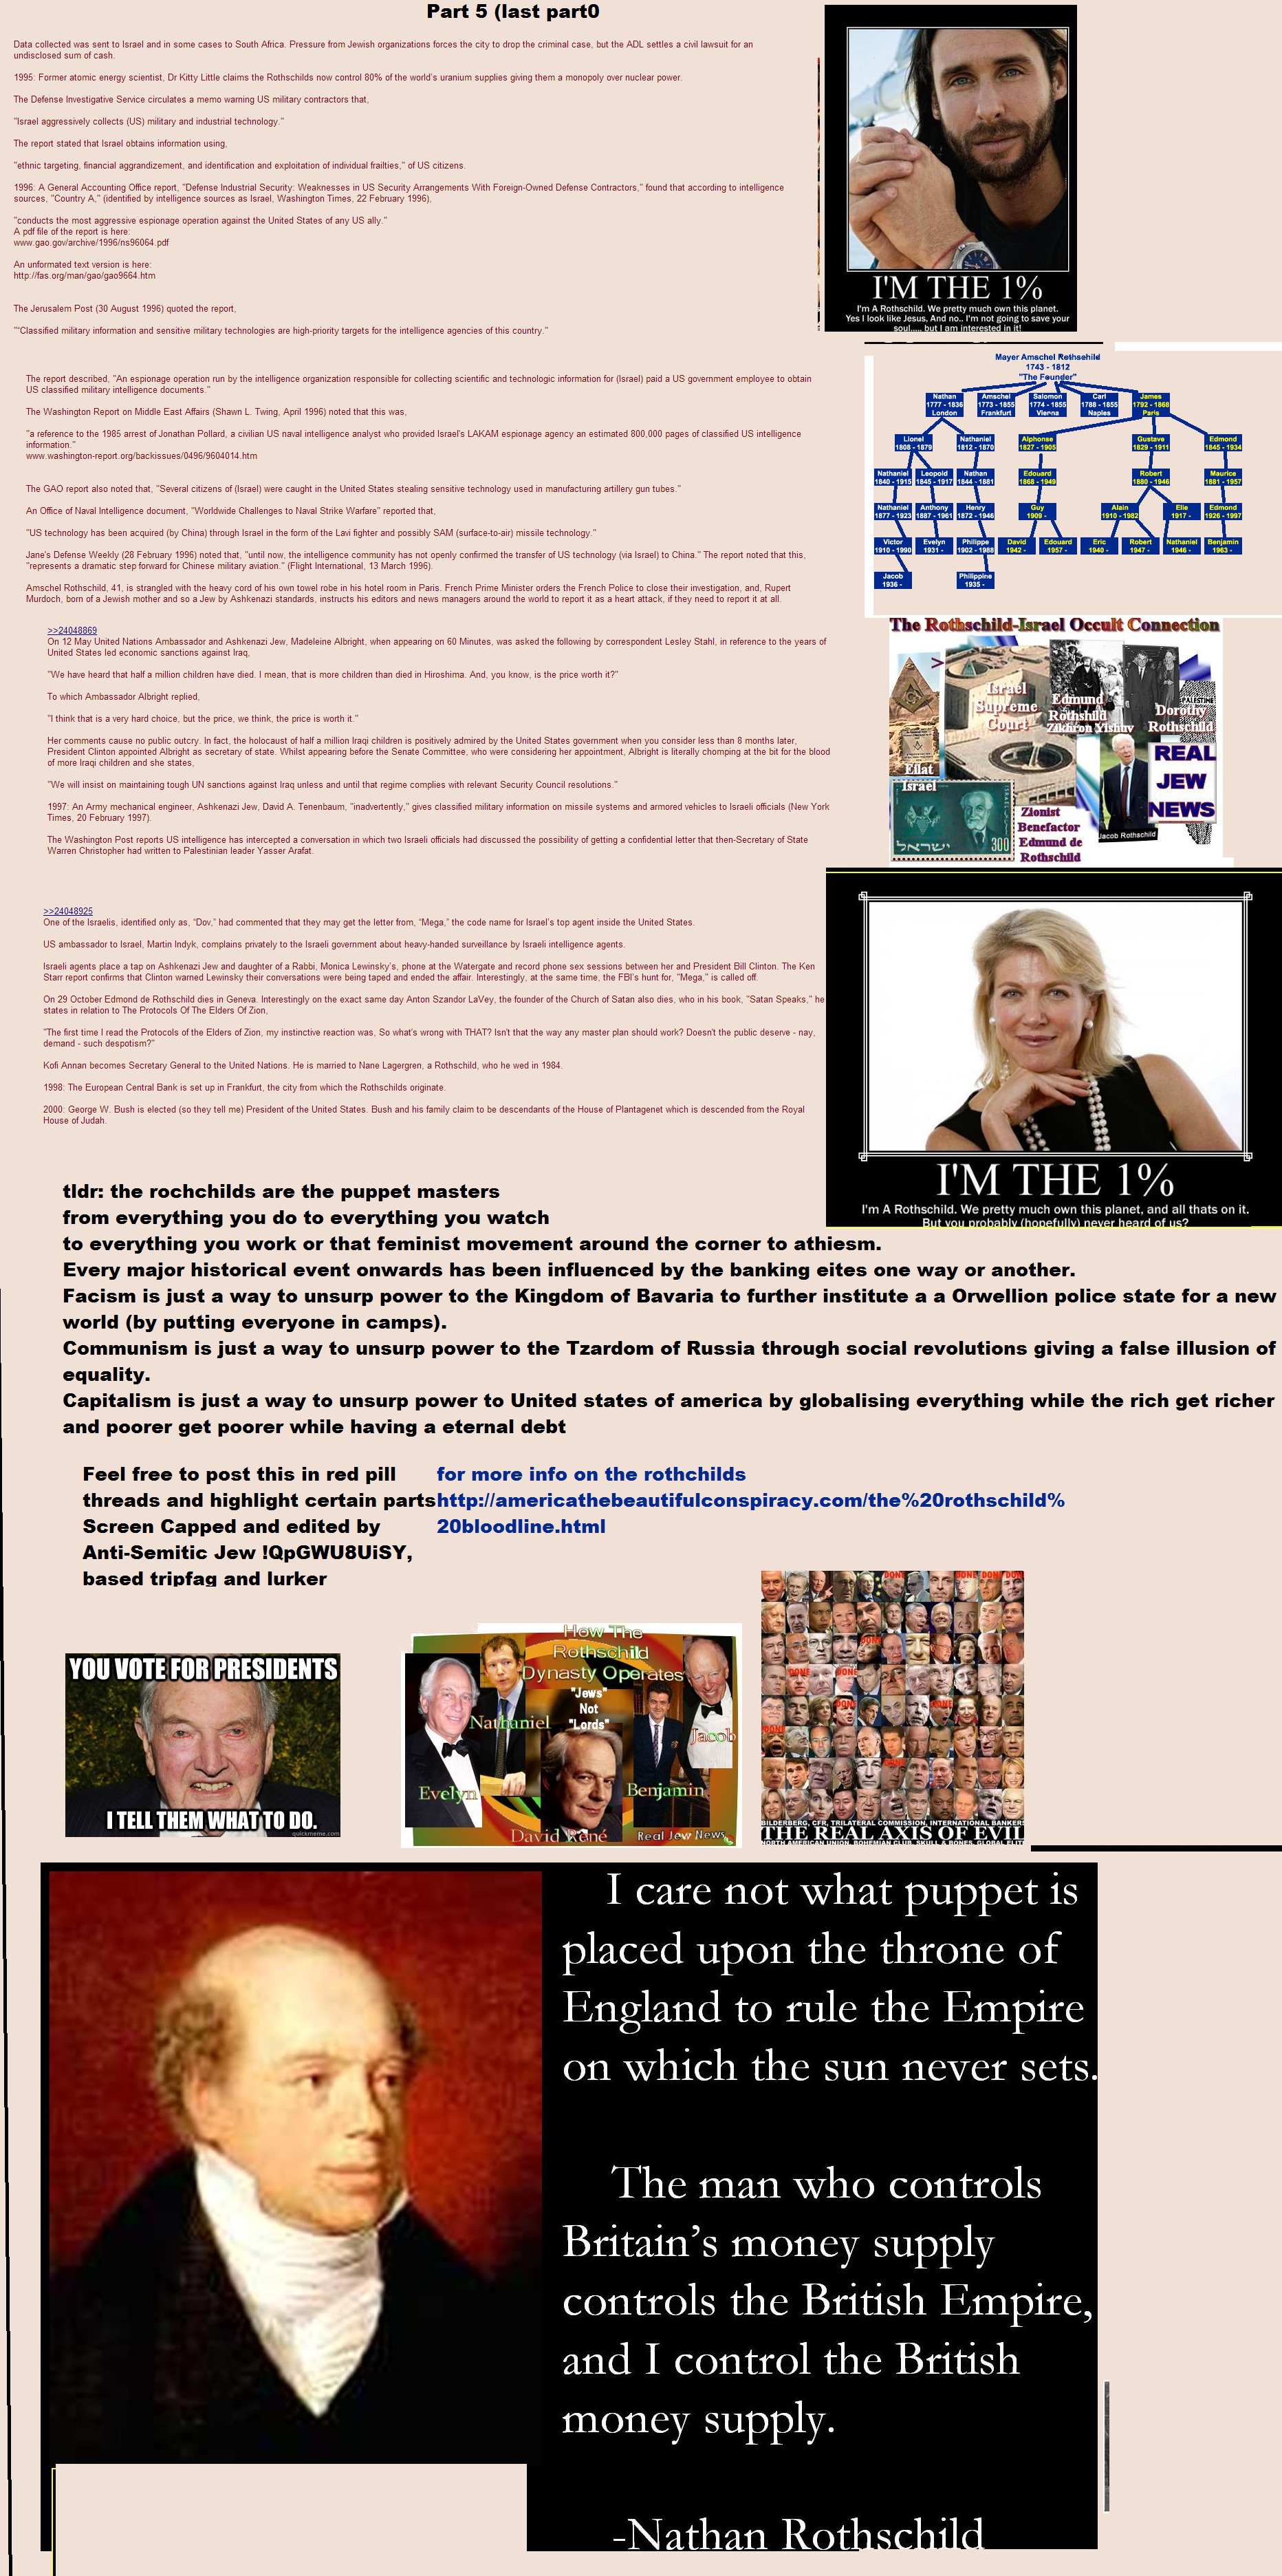 Part 5 (last part0
Data collected was sent to Israel and in some cases to South Africa. Pressure from Jewish organizations forces the city to drop the criminal case, but the ADL settles a civil lawsuit for an
undisclosed sum of cash.
1995: Former atomic energy scientist, Dr Kitty Little claims the Rothschilds now control 80% of the world's uranium supplies giving them a monopoly over nuclear power.
The Defense Investigative Service circulates a memo warning US military contractors that,
"Israel aggressively collects (US) military and industrial technology."
The report stated that Israel obtains information using,
"ethnic targeting, financial aggrandizement, and identification and exploitation of individual frailties," of US citizens.
1996: A General Accounting Office report, "Defense Industrial Security: Weaknesses in US Security Arrangements With Foreign-Owned Defense Contractors," found that according to intelligence
sources, "Country A," (identified by intelligence sources as Israel, Washington Times, 22 February 1996),
"conducts the most aggressive espionage operation against the United States of any US ally."
A pdf file of the report is here:
www.gao.gov/archive/1996/ns96064.pdf
An unformated text version is here:
http://fas.org/man/gao/gao9664.htm
The Jerusalem Post (30 August 1996) quoted the report,
""Classified military information and sensitive military technologies are high-priority targets for the intelligence agencies of this country."
The report described, "An espionage operation run by the intelligence organization responsible for collecting scientific and technologic information for (Israel) paid a US government employee to obtain
US classified military intelligence documents."
The Washington Report on Middle East Affairs (Shawn L. Twing, April 1996) noted that this was,
"a reference to the 1985 arrest of Jonathan Pollard, a civilian US naval intelligence analyst who provided Israel's LAKAM espionage agency an estimated 800,000 pages of classified US intelligence
information."
www.washington-report.org/backissues/0496/9604014.htm
The GAO report also noted that, "Several citizens of (Israel) were caught in the United States stealing sensitive technology used in manufacturing artillery gun tubes."
An Office of Naval Intelligence document, "Worldwide Challenges to Naval Strike Warfare" reported that,
"US technology has been acquired (by China) through Israel in the form of the Lavi fighter and possibly SAM (surface-to-air) missile technology."
Jane's Defense Weekly (28 February 1996) noted that, "until now, the intelligence community has not openly confirmed the transfer of US technology (via Israel) to China." The report noted that this,
"represents a dramatic step forward for Chinese military aviation." (Flight International, 13 March 1996).
Amschel Rothschild, 41, is strangled with the heavy cord of his own towel robe in his hotel room in Paris. French Prime Minister orders the French Police to close their investigation, and, Rupert
Murdoch, born of a Jewish mother and so a Jew by Ashkenazi standards, instructs his editors and news managers around the world to report it as a heart attack, if they need to report it at all.
>>24048869
On 12 May United Nations Ambassador and Ashkenazi Jew, Madeleine Albright, when appearing on 60 Minutes, was asked the following by correspondent Lesley Stahl, in reference to the years of
United States led economic sanctions against Iraq,
"We have heard that half a million children have died. I mean, that is more children than died in Hiroshima. And, you know, is the price worth it?"
To which Ambassador Albright replied,
"I think that is a very hard choice, but the price, we think, the price is worth it."
Her comments cause no public outcry. In fact, the holocaust of half a million Iraqi children is positively admired by the United States government when you consider less than 8 months later,
President Clinton appointed Albright as secretary of state. Whilst appearing before the Senate Committee, who were considering her appointment, Albright is literally chomping at the bit for the blood
of more Iraqi children and she states,
"We will insist on maintaining tough UN sanctions against Iraq unless and until that regime complies with relevant Security Council resolutions."
1997: An Army mechanical engineer, Ashkenazi Jew, David A. Tenenbaum, "inadvertently," gives classified military information on missile systems and armored vehicles to Israeli officials (New York
Times, 20 February 1997).
The Washington Post reports US intelligence has intercepted a conversation in which two Israeli officials had discussed the possibility of getting a confidential letter that then-Secretary of State
Warren Christopher had written to Palestinian leader Yasser Arafat.
>>24048925
One of the Israelis, identified only as, "Dov," had commented that they may get the letter from, "Mega," the code name for Israel's top agent inside the United States.
US ambassador to Israel, Martin Indyk, complains privately to the Israeli government about heavy-handed surveillance by Israeli intelligence agents.
Israeli agents place a tap on Ashkenazi Jew and daughter of a Rabbi, Monica Lewinsky's, phone at the Watergate and record phone sex sessions between her and President Bill Clinton. The Ken
Starr report confirms that Clinton warned Lewinsky their conversations were being taped and ended the affair. Interestingly, at the same time, the FBI's hunt for, "Mega," is called off.
On 29 October Edmond de Rothschild dies in Geneva. Interestingly on the exact same day Anton Szandor LaVey, the founder of the Church of Satan also dies, who in his book, "Satan Speaks," he
states in relation to The Protocols Of The Elders Of Zion,
"The first time I read the Protocols of the Elders of Zion, my instinctive reaction was, So what's wrong with THAT? Isn't that the way any master plan should work? Doesn't the public deserve - nay,
demand - such despotism?"
Kofi Annan becomes Secretary General to the United Nations. He is married to Nane Lagergren, a Rothschild, who he wed in 1984.
1998: The European Central Bank is set up in Frankfurt, the city from which the Rothschilds originate.
2000: George W. Bush is elected (so they tell me) President of the United States. Bush and his family claim to be descendants of the House of Plantagenet which is descended from the Royal
House of Judah.
I'M THE 1%
I'm A Rothschild. We pretty much own this planet.
Yes I look like Jesus, And no.. I'm not going to save your
soul..... but I am interested in it!
Mayer Amschel Rothschild
1743 - 1812
"The Founder"
Nathan Amschel Salomon Carl James
1777 - 1836 1773 - 1855 1774 - 1855 1788 - 1855 1792 - 1868
London Frankfurt Vienna Naples Paris
Lionel Nathaniel Alphonse Gustave Edmond
1808 - 1879 1812 - 1870 1827 - 1905 1829 - 1911 1845 - 1934
Nathaniel Leopold Nathan Edouard Robert Maurice
1840 - 1915 1845 - 1917 1844 - 1881 1868 - 1949 1880 - 1946 1881 - 1957
Nathaniel Anthony Henry Guy Alain Elie Edmond
1877 - 1923 1887 - 1961 1872 - 1946 1909 - 1910 - 1982 1917 - 1926 - 1997
Victor Evelyn Philippe David Edouard Eric Robert Nathaniel Benjamin
1910 - 1990 1931 - 1902 - 1988 1942 - 1957 - 1940 - 1947 - 1946 - 1963 -
Jacob Philippine
1936 - 1935 -
The Rothschild-Israel Occult Connection
>
Israel
Supreme
Court
Edmund
Rothshild
Zikhron Yishuv
PALESTINE
Dorothy
Rothschild
Eilat
Israel
300
ישראל
Zionist
Benefactor
Edmund de
Rothschild
Jacob Rothschild
REAL
JEW
NEWS
I'M THE 1%
I'm A Rothschild. We pretty much own this planet, and all thats on it.
But you probably (hopefully) never heard of us?
tldr: the rochchilds are the puppet masters
from everything you do to everything you watch
to everything you work or that feminist movement around the corner to athiesm.
Every major historical event onwards has been influenced by the banking eites one way or another.
Facism is just a way to unsurp power to the Kingdom of Bavaria to further institute a a Orwellion police state for a new
world (by putting everyone in camps).
Communism is just a way to unsurp power to the Tzardom of Russia through social revolutions giving a false illusion of
equality.
Capitalism is just a way to unsurp power to United states of america by globalising everything while the rich get richer
and poorer get poorer while having a eternal debt
Feel free to post this in red pill
threads and highlight certain parts
Screen Capped and edited by
Anti-Semitic Jew !QpGWU8UiSY,
based tripfag and lurker
for more info on the rothchilds
http://americathebeautifulconspiracy.com/the%20rothschild%
20bloodline.html
YOU VOTE FOR PRESIDENTS
I TELL THEM WHAT TO DO.
quickmeme.com
How The
Rothschild
Dynasty Operates
"Jews"
Not
"Lords"
Nathaniel
Jacob
Evelyn
Benjamin
David René
Real Jew News
DONE DONE DONE DON
DONE
DONE DONE
DONE DONE
DONE
DONE
BILDERBERG, CFR, TRILATERAL COMMISSION, INTERNATIONAL BANKERS
THE REAL AXIS OF EVIL
NORTH AMERICAN UNION, BOHEMIAN CLUB, SKULL & BONES, GLOBAL ELITE
I care not what puppet is
placed upon the throne of
England to rule the Empire
on which the sun never sets.
The man who controls
Britain's money supply
controls the British Empire,
and I control the British
money supply.
-Nathan Rothschild